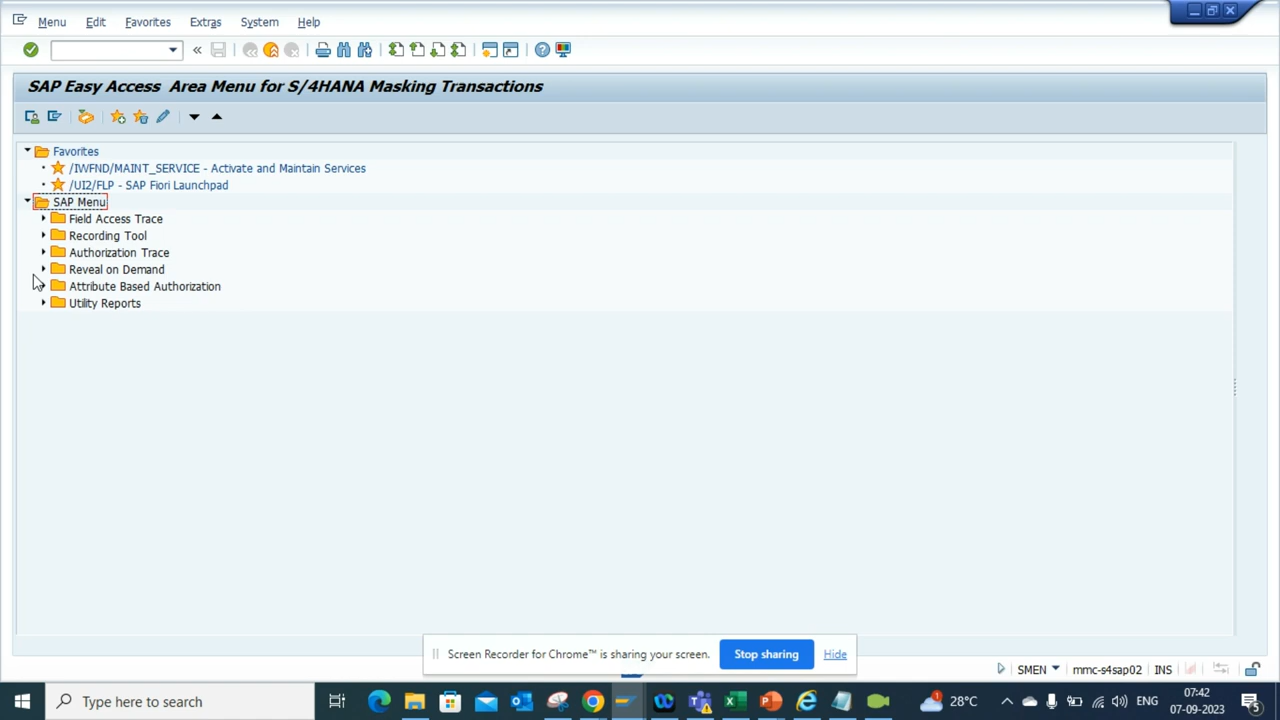 Menu Edit Favorites Extras System Help
SAP Easy Access Area Menu for S/4HANA Masking Transactions
Favorites
/IWFND/MAINT_SERVICE - Activate and Maintain Services
/UI2/FLP - SAP Fiori Launchpad
SAP Menu
Field Access Trace
Recording Tool
Authorization Trace
Reveal on Demand
Attribute Based Authorization
Utility Reports
Screen Recorder for Chrome™ is sharing your screen. Stop sharing Hide
SMEN mmc-s4sap02 INS
Type here to search 28°C ENG 07:42
07-09-2023 5